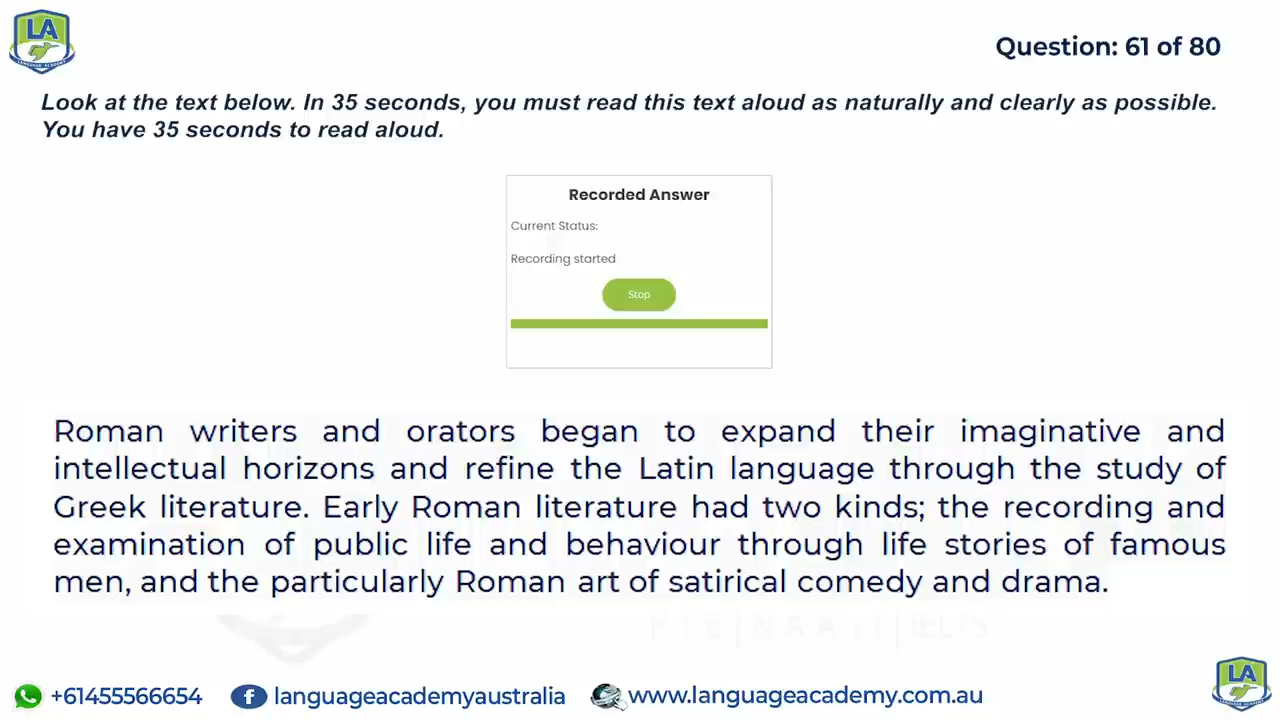 LA
LANGUAGE ACADEMY
Question: 61 of 80
Look at the text below. In 35 seconds, you must read this text aloud as naturally and clearly as possible.
You have 35 seconds to read aloud.
Recorded Answer
Current Status:
Recording started
Stop
Roman writers and orators began to expand their imaginative and
intellectual horizons and refine the Latin language through the study of
Greek literature. Early Roman literature had two kinds; the recording and
examination of public life and behaviour through life stories of famous
men, and the particularly Roman art of satirical comedy and drama.
PTE | NAATI | IELTS
+61455566654
languageacademyaustralia
www.languageacademy.com.au
LA